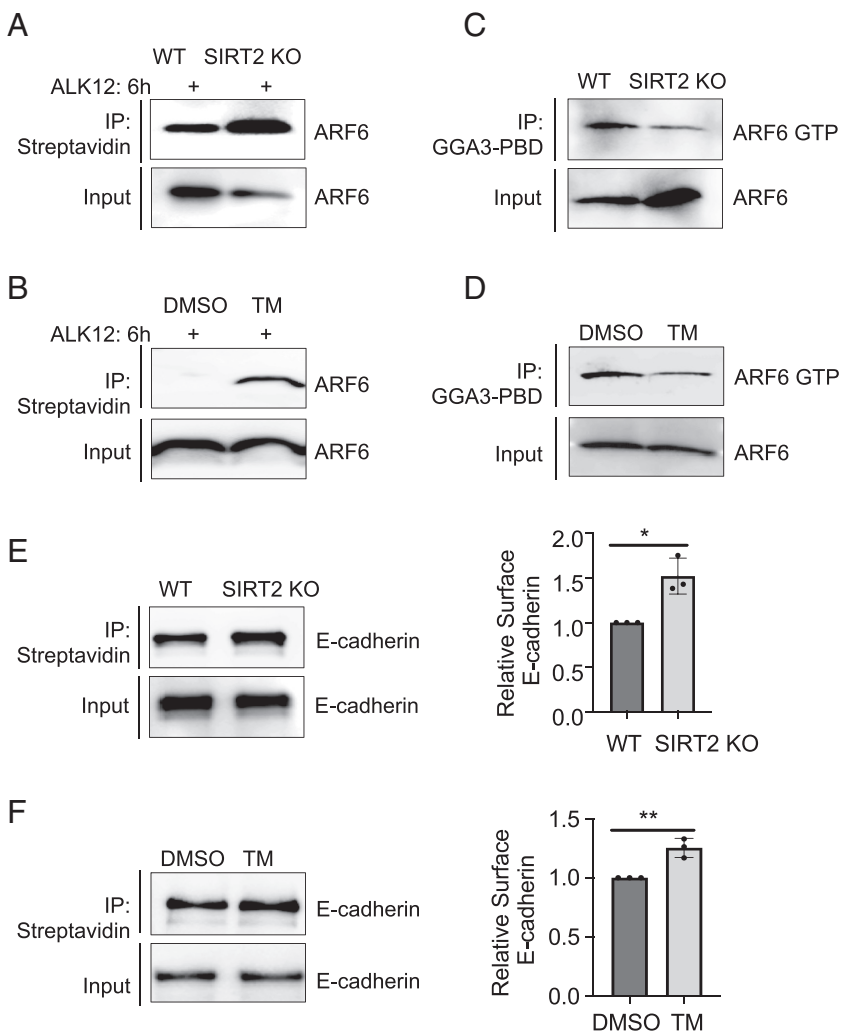 A
WT SIRT2 KO
ALK12: 6h + +
IP:
Streptavidin
ARF6
Input
ARF6
C
WT SIRT2 KO
IP:
GGA3-PBD
ARF6 GTP
Input
ARF6
B
DMSO TM
ALK12: 6h + +
IP:
Streptavidin
ARF6
Input
ARF6
D
DMSO TM
IP:
GGA3-PBD
ARF6 GTP
Input
ARF6
E
WT SIRT2 KO
IP:
Streptavidin
E-cadherin
Input
E-cadherin
Relative Surface
E-cadherin
2.0
1.5
1.0
0.5
0.0
*
WT SIRT2 KO
F
DMSO TM
IP:
Streptavidin
E-cadherin
Input
E-cadherin
Relative Surface
E-cadherin
1.5
1.0
0.5
0.0
**
DMSO TM